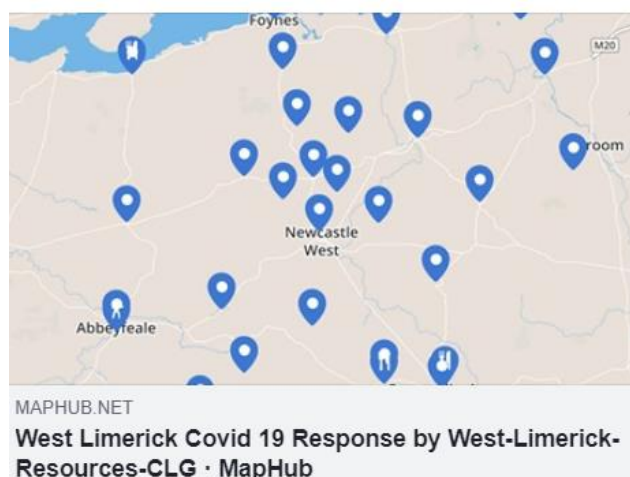 Foynes
M20
room
Newcastle
West
Abbeyfeale
MAPHUB.NET
West Limerick Covid 19 Response by West-Limerick-
Resources-CLG · MapHub